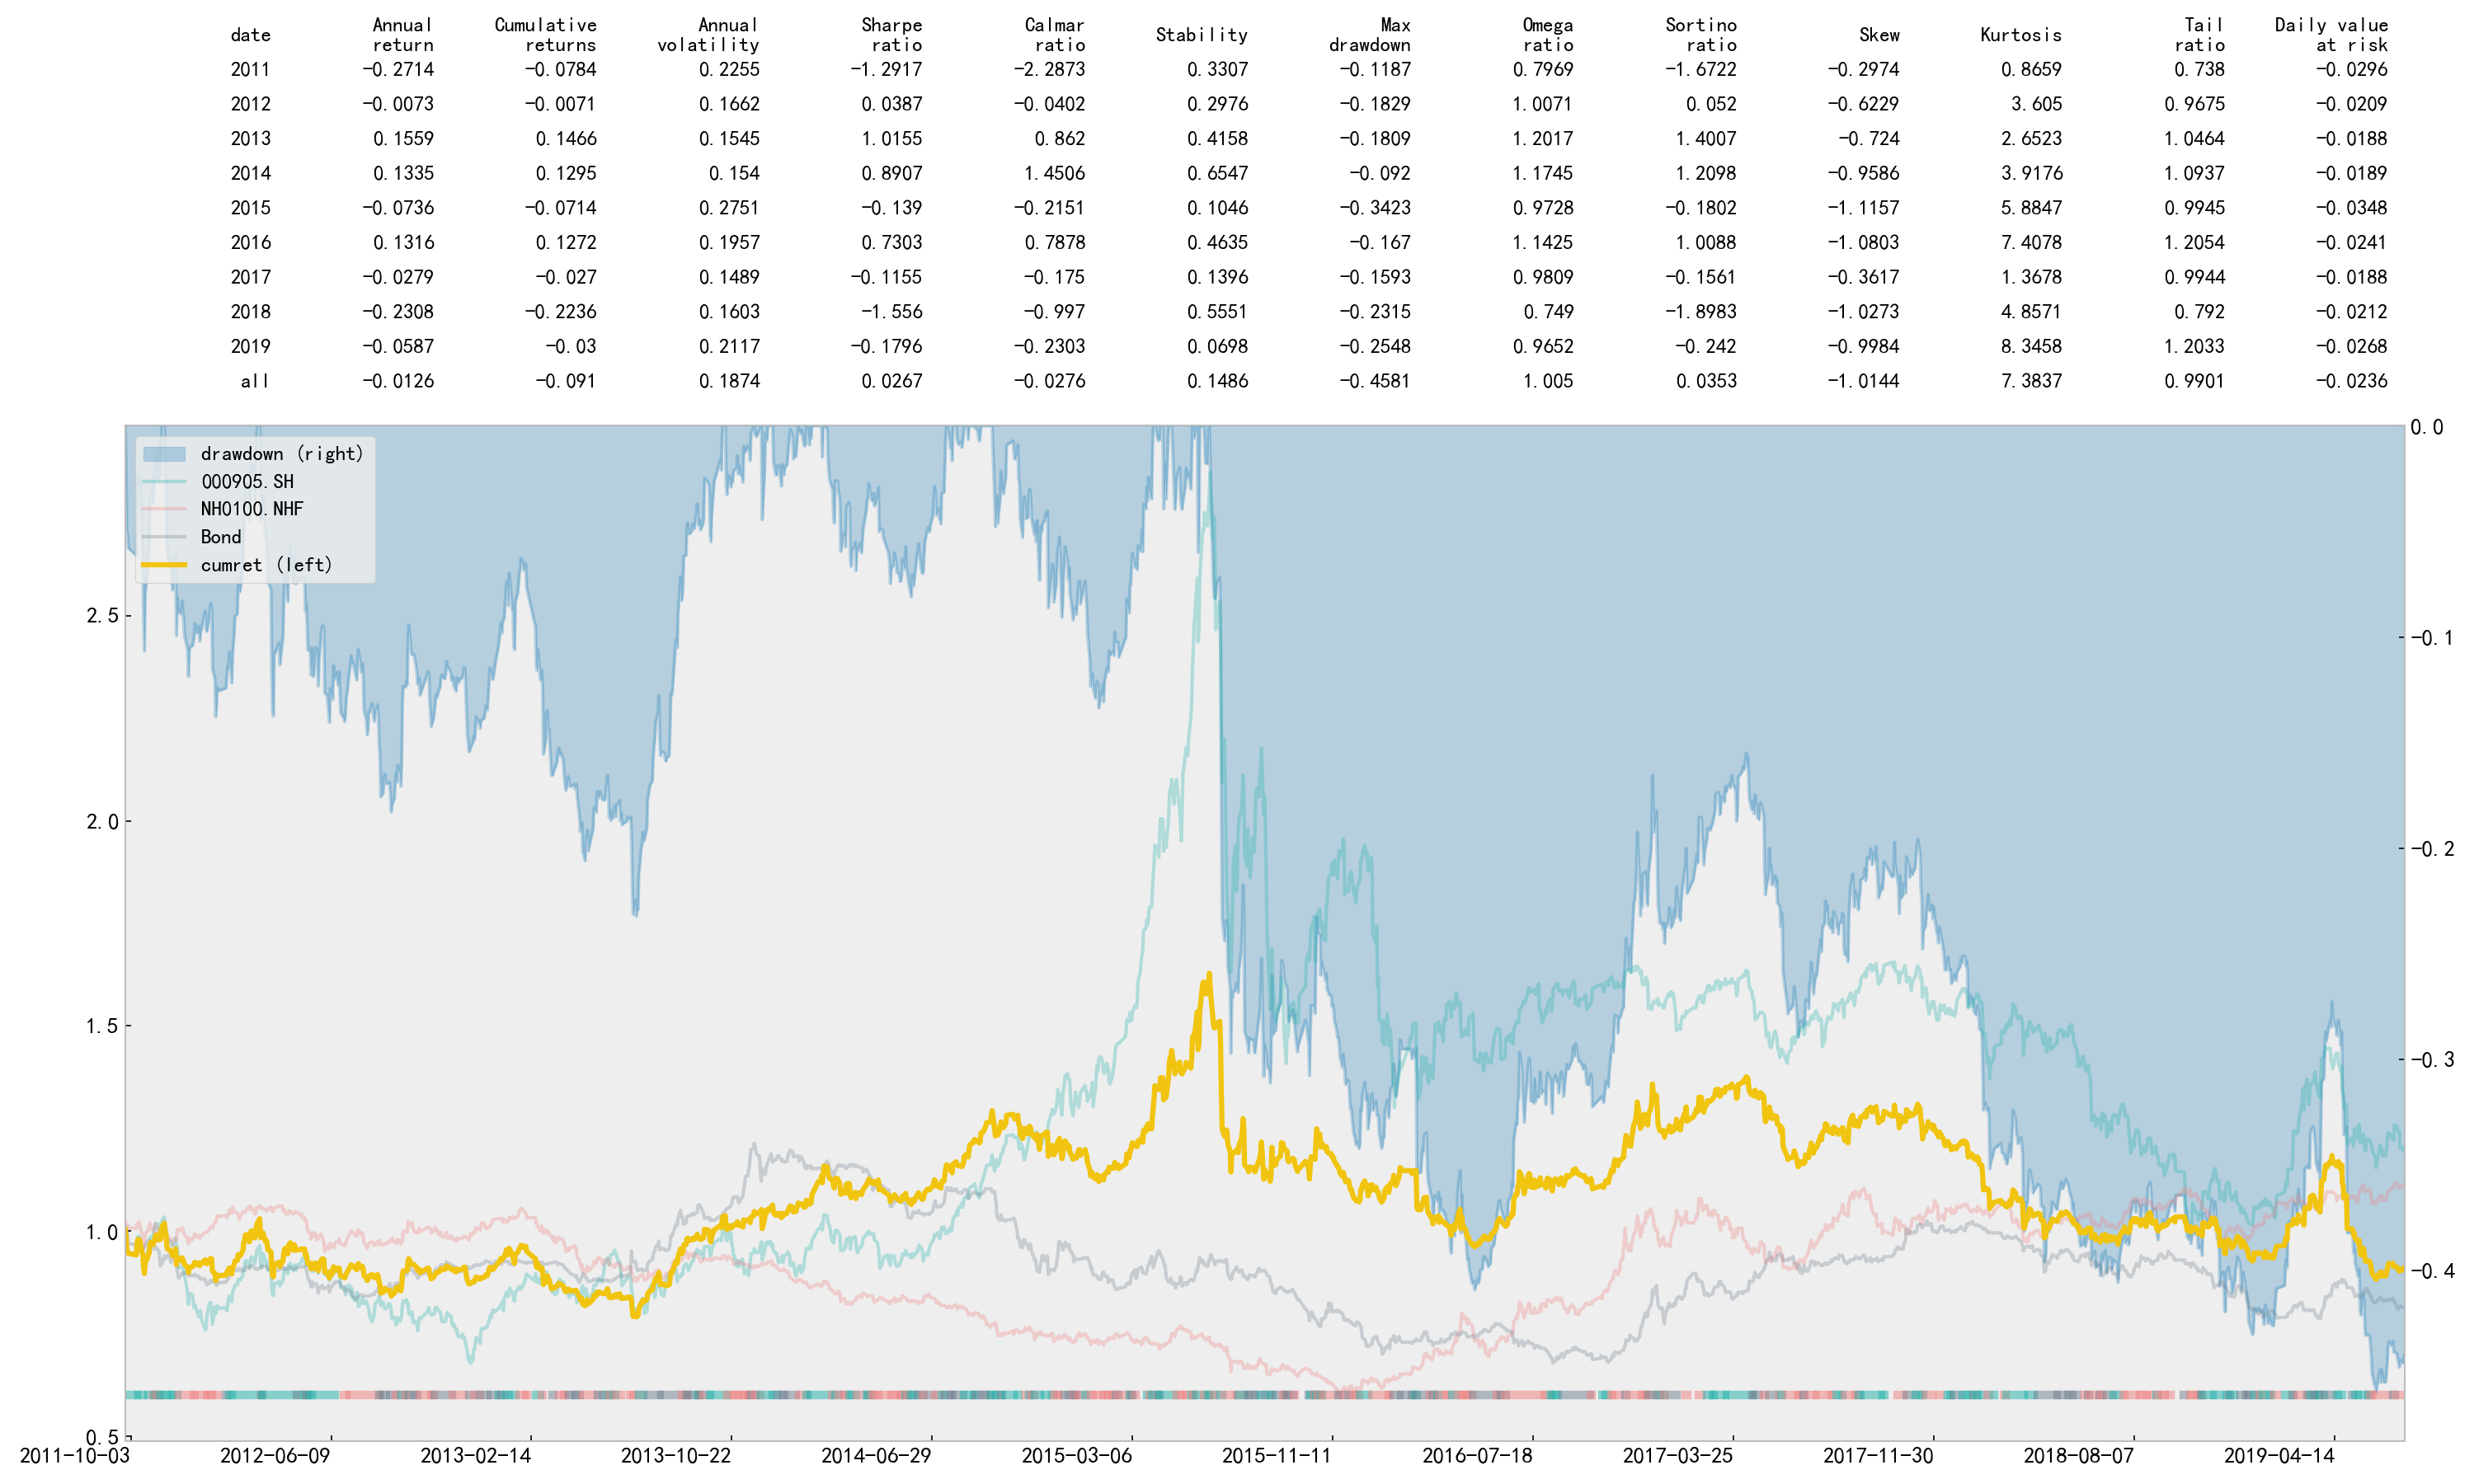 date Annual return Cumulative returns Annual volatility Sharpe ratio Calmar ratio Stability Max drawdown Omega ratio Sortino ratio Skew Kurtosis Tail ratio Daily value at risk
2011 -0.2714 -0.0784 0.2255 -1.2917 -2.2873 0.3307 -0.1187 0.7969 -1.6722 -0.2974 0.8659 0.738 -0.0296
2012 -0.0073 -0.0071 0.1662 0.0387 -0.0402 0.2976 -0.1829 1.0071 0.052 -0.6229 3.605 0.9675 -0.0209
2013 0.1559 0.1466 0.1545 1.0155 0.862 0.4158 -0.1809 1.2017 1.4007 -0.724 2.6523 1.0464 -0.0188
2014 0.1335 0.1295 0.154 0.8907 1.4506 0.6547 -0.092 1.1745 1.2098 -0.9586 3.9176 1.0937 -0.0189
2015 -0.0736 -0.0714 0.2751 -0.139 -0.2151 0.1046 -0.3423 0.9728 -0.1802 -1.1157 5.8847 0.9945 -0.0348
2016 0.1316 0.1272 0.1957 0.7303 0.7878 0.4635 -0.167 1.1425 1.0088 -1.0803 7.4078 1.2054 -0.0241
2017 -0.0279 -0.027 0.1489 -0.1155 -0.175 0.1396 -0.1593 0.9809 -0.1561 -0.3617 1.3678 0.9944 -0.0188
2018 -0.2308 -0.2236 0.1603 -1.556 -0.997 0.5551 -0.2315 0.749 -1.8983 -1.0273 4.8571 0.792 -0.0212
2019 -0.0587 -0.03 0.2117 -0.1796 -0.2303 0.0698 -0.2548 0.9652 -0.242 -0.9984 8.3458 1.2033 -0.0268
all -0.0126 -0.091 0.1874 0.0267 -0.0276 0.1486 -0.4581 1.005 0.0353 -1.0144 7.3837 0.9901 -0.0236
drawdown (right)
000905.SH
NH0100.NHF
Bond
cumret (left)
2.5
2.0
1.5
1.0
0.5
0.0
-0.1
-0.2
-0.3
-0.4
2011-10-03 2012-06-09 2013-02-14 2013-10-22 2014-06-29 2015-03-06 2015-11-11 2016-07-18 2017-03-25 2017-11-30 2018-08-07 2019-04-14